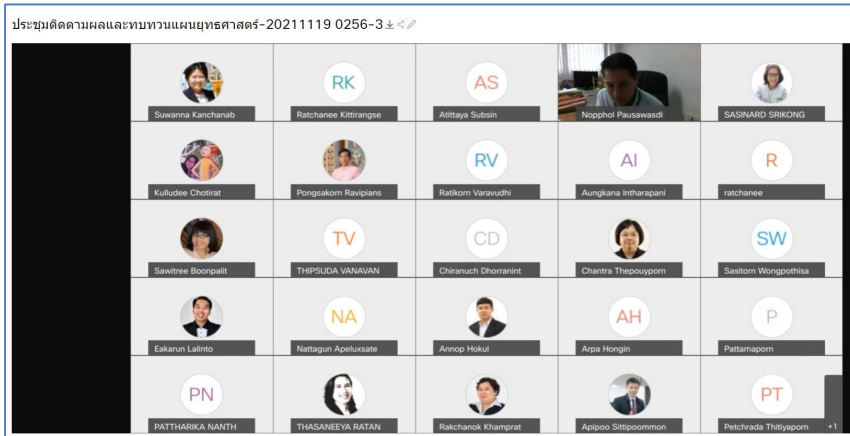 ประชุมติดตามผลและทบทวนแผนยุทธศาสตร์-20211119 0256-3
RK
AS
Suwanna Kanchanab
Ratchanee Kittirangse
Atittaya Subsin
Nopphol Pausawasdi
SASINARD SRIKONG
RV
AI
R
Kulludee Chotirat
Pongsakorn Ravipians
Ratikorn Varavudhi
Aungkana Intharapani
ratchanee
TV
CD
SW
Sawitree Boonpalit
THIPSUDA VANAVAN
Chiranuch Dhorranint
Chantra Thepouyporn
Sasitorn Wongpothisa
NA
AH
P
Eakarun Lalinto
Nattagun Apeluxsate
Annop Hokul
Arpa Hongin
Pattamaporn
PN
PT
PATTHARIKA NANTH
THASANEEYA RATAN
Rakchanok Khamprat
Apipoo Sittipoommon
Petchrada Thitiyaporn
+1